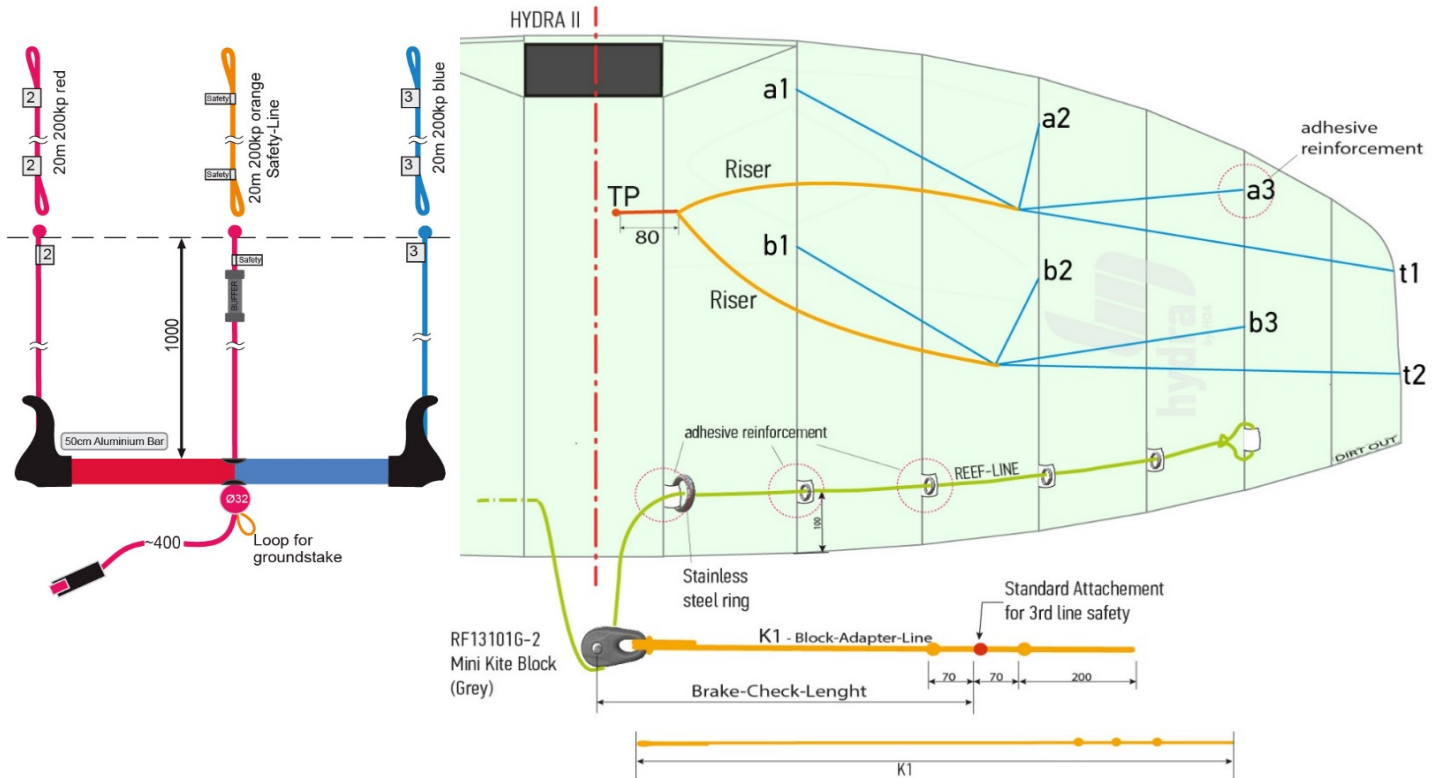 HYDRA II
2
2
20m 200kp red
Safety
Safety
20m 200kp orange
Safety-Line
3
3
20m 200kp blue
2
Safety
3
BUFFER
1000
50cm Aluminium Bar
Ø32
~400
Loop for
groundstake
a1
a2
adhesive
reinforcement
a3
Riser
TP
80
b1
b2
Riser
t1
b3
t2
hydra
adhesive reinforcement
REEF-LINE
DIRT OUT
100
Stainless
steel ring
Standard Attachement
for 3rd line safety
RF13101G-2
Mini Kite Block
(Grey)
K1 - Block-Adapter-Line
70
70
200
Brake-Check-Lenght
K1